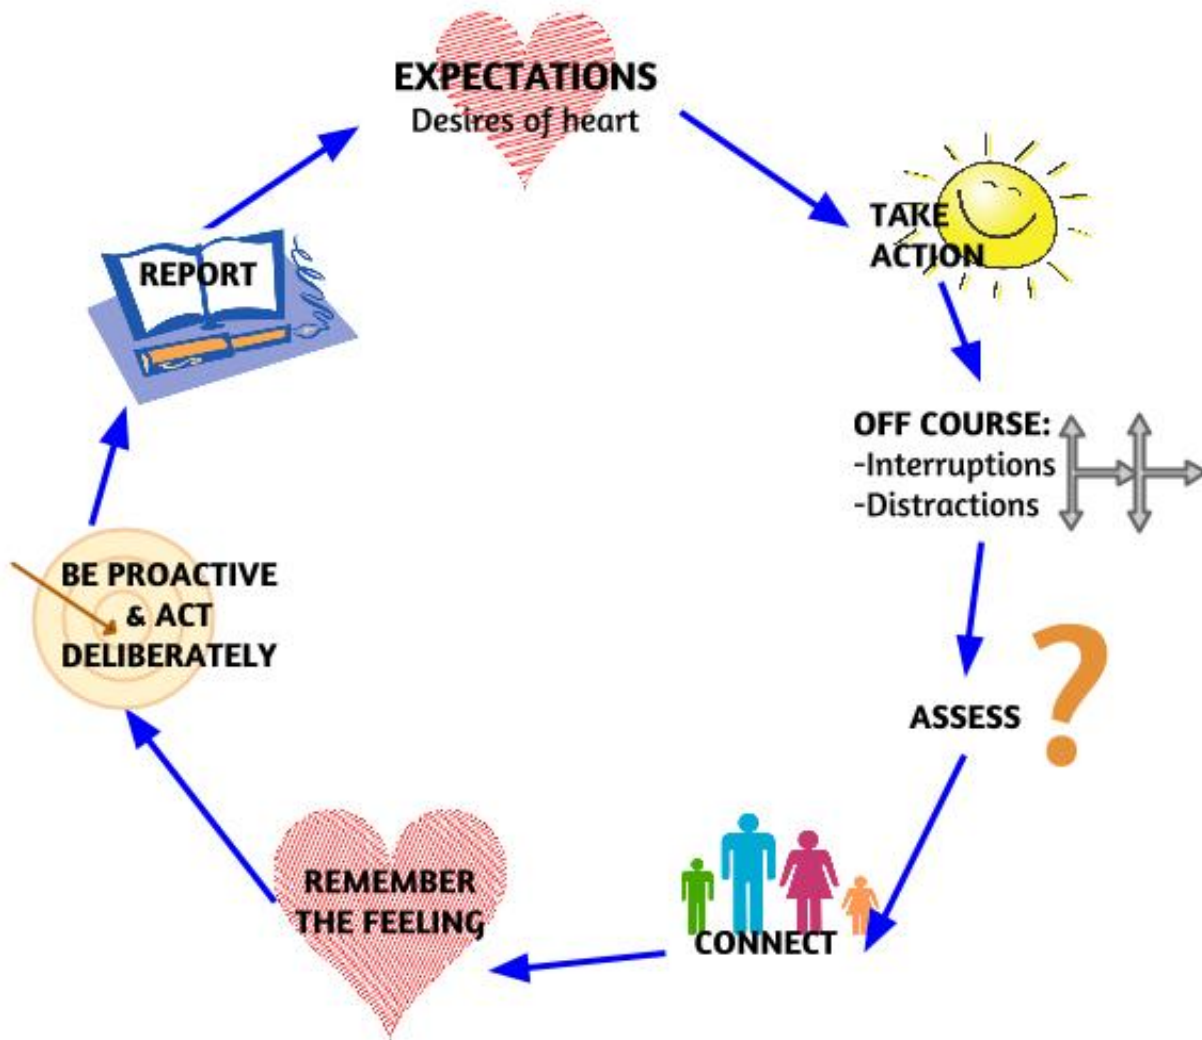 EXPECTATIONS
Desires of heart
TAKE
ACTION
OFF COURSE:
-Interruptions
-Distractions
ASSESS
?
CONNECT
REMEMBER
THE FEELING
BE PROACTIVE
& ACT
DELIBERATELY
REPORT